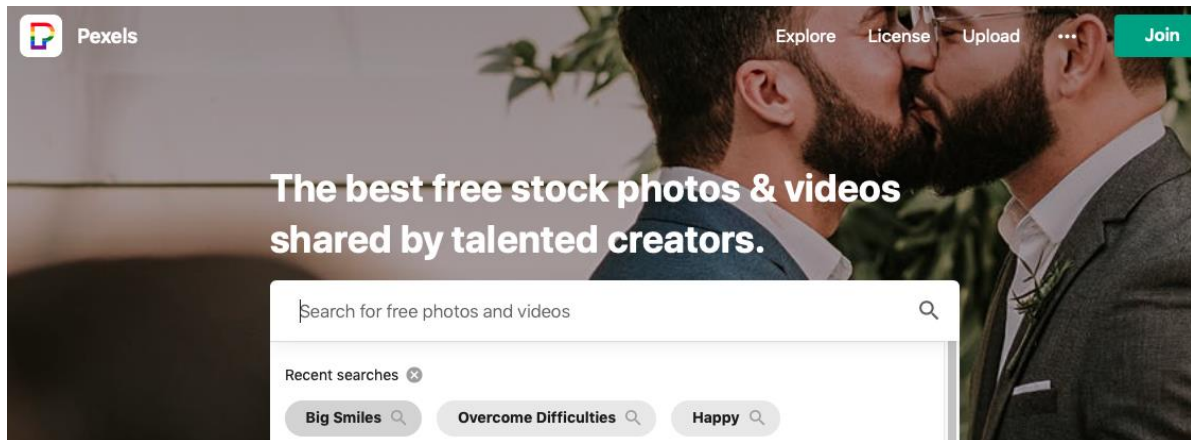 Pexels
Explore License Upload ... Join
The best free stock photos & videos
shared by talented creators.
Search for free photos and videos
Recent searches
Big Smiles Overcome Difficulties Happy